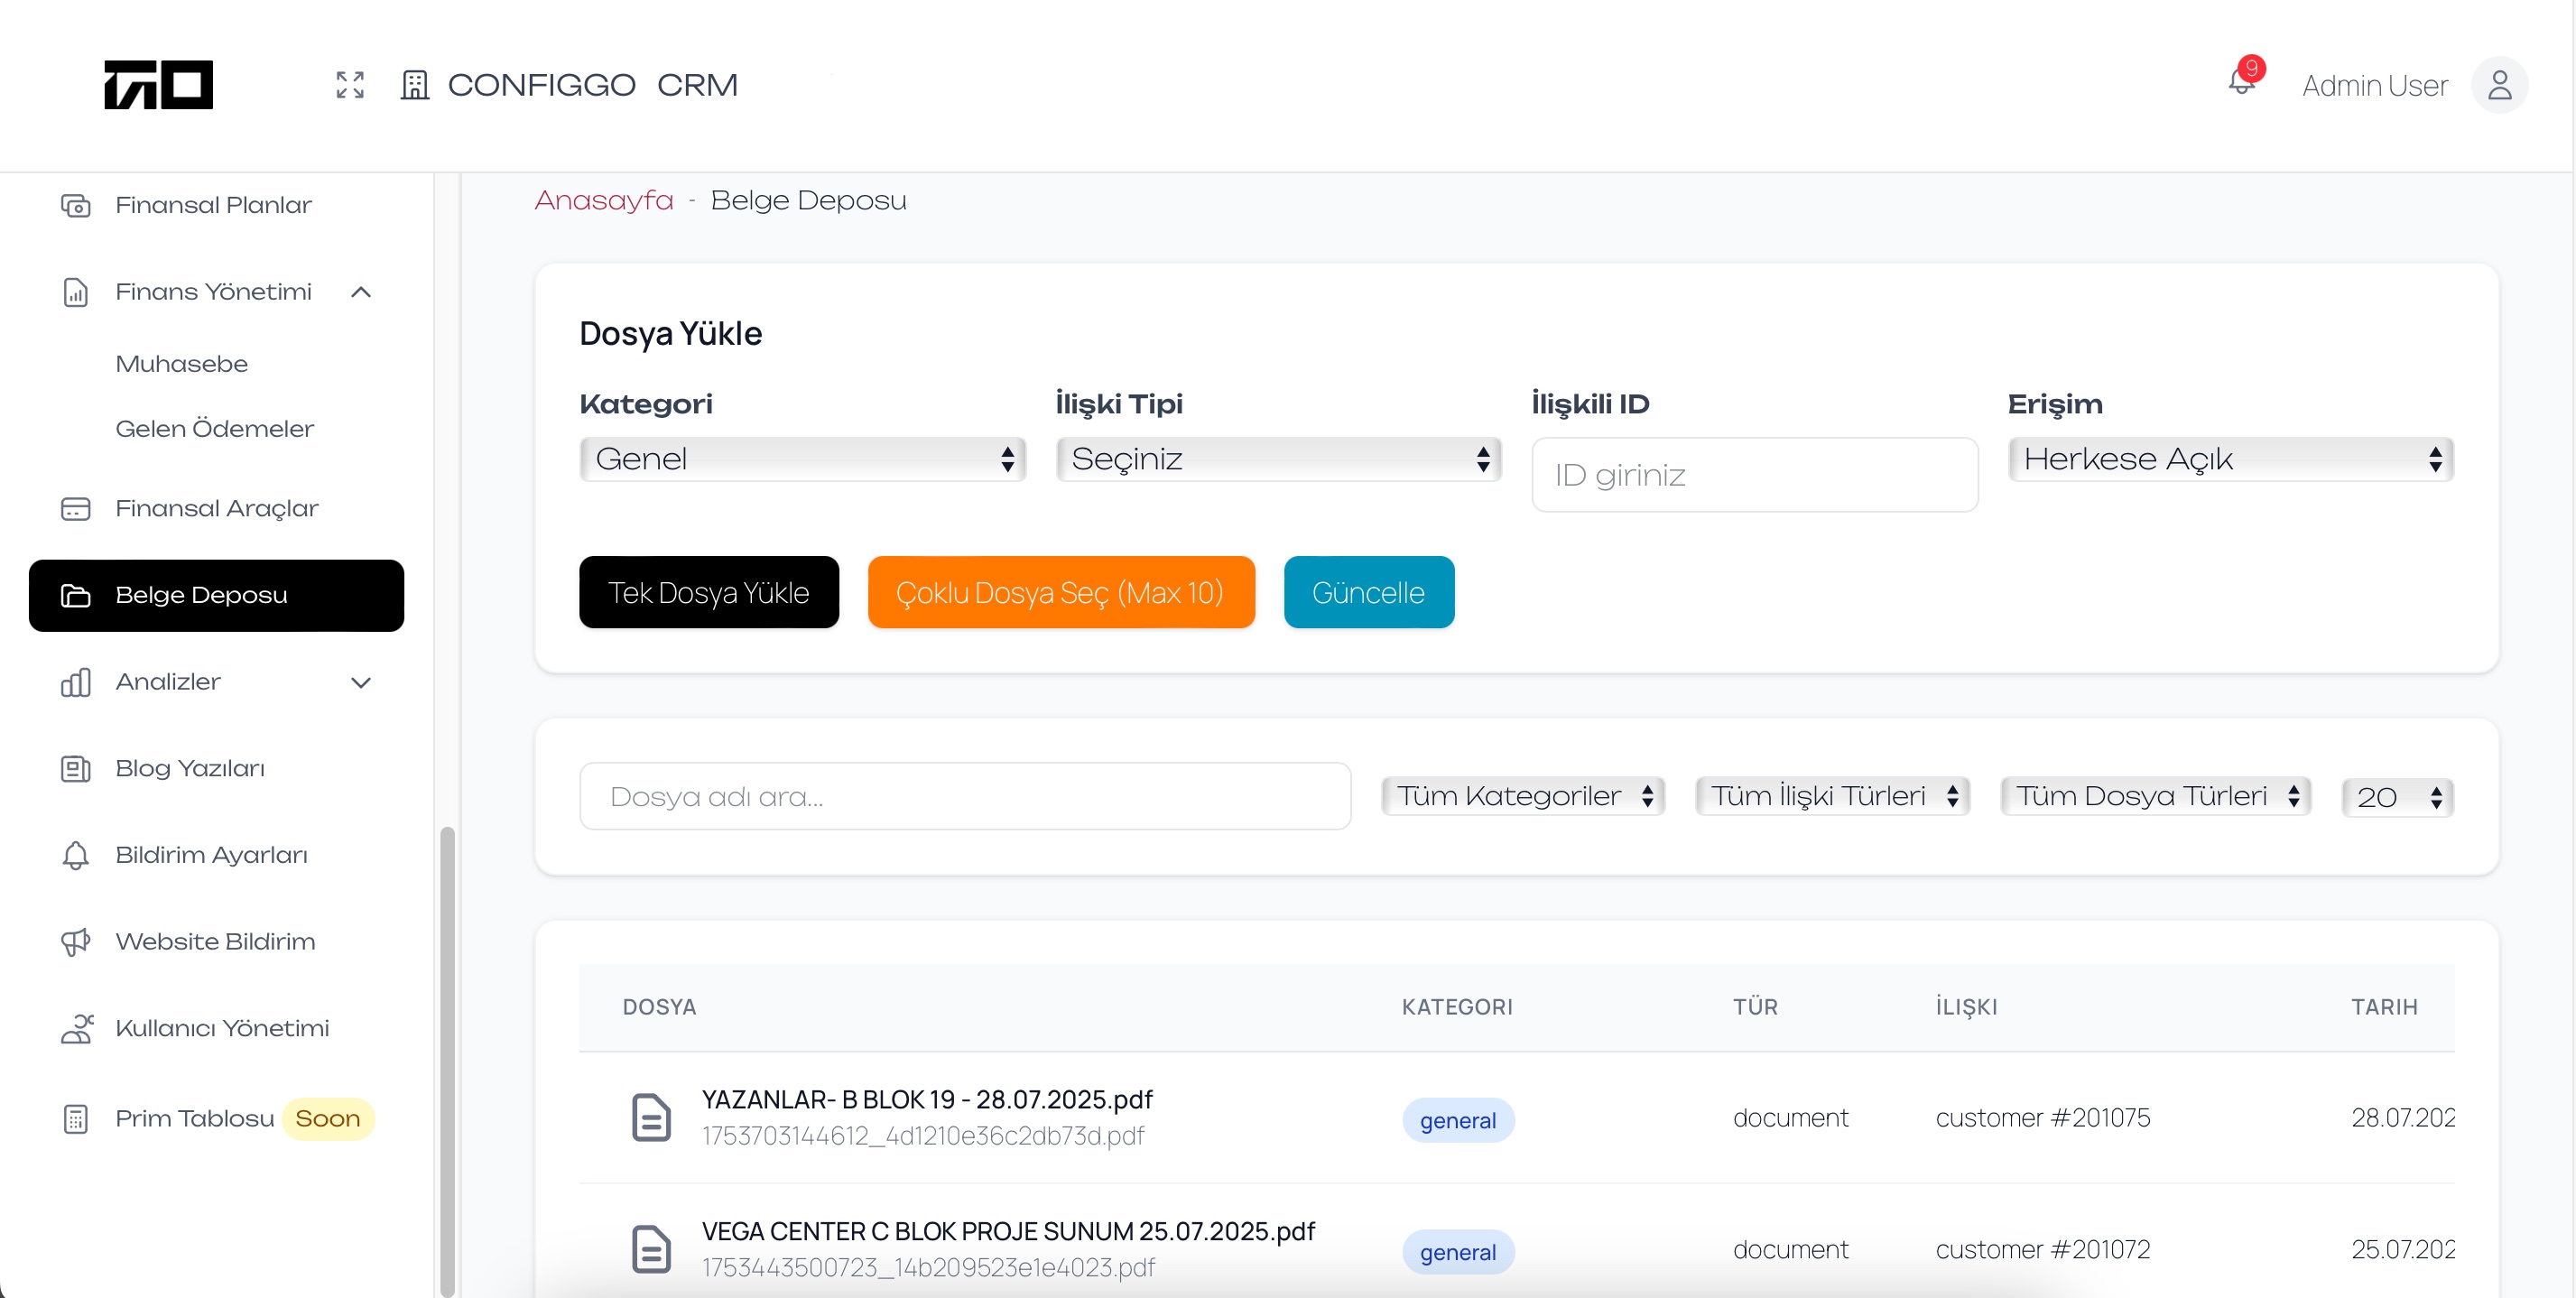 CONFIGGO CRM
9
Admin User
Finansal Planlar
Finans Yönetimi
Muhasebe
Gelen Ödemeler
Finansal Araçlar
Belge Deposu
Analizler
Blog Yazıları
Bildirim Ayarları
Website Bildirim
Kullanıcı Yönetimi
Prim Tablosu Soon
Anasayfa - Belge Deposu
Dosya Yükle
Kategori İlişki Tipi İlişkili ID Erişim
Genel Seçiniz ID giriniz Herkese Açık
Tek Dosya Yükle Çoklu Dosya Seç (Max 10) Güncelle
Dosya adı ara... Tüm Kategoriler Tüm İlişki Türleri Tüm Dosya Türleri 20
DOSYA KATEGORI TÜR İLIŞKI TARIH
YAZANLAR- B BLOK 19 - 28.07.2025.pdf
1753703144612_4d1210e36c2db73d.pdf
general document customer #201075 28.07.202
VEGA CENTER C BLOK PROJE SUNUM 25.07.2025.pdf
1753443500723_14b209523e1e4023.pdf
general document customer #201072 25.07.202